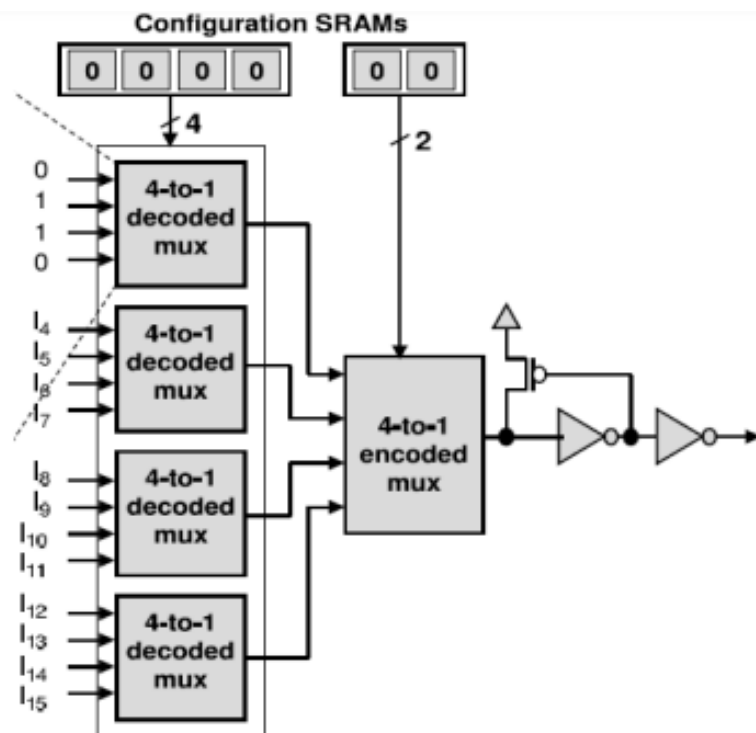 Configuration SRAMs
0 0 0 0
0 0
4
2
0
1
1
0
4-to-1
decoded
mux
I4
I5
I6
I7
4-to-1
decoded
mux
4-to-1
encoded
mux
I8
I9
I10
I11
4-to-1
decoded
mux
I12
I13
I14
I15
4-to-1
decoded
mux